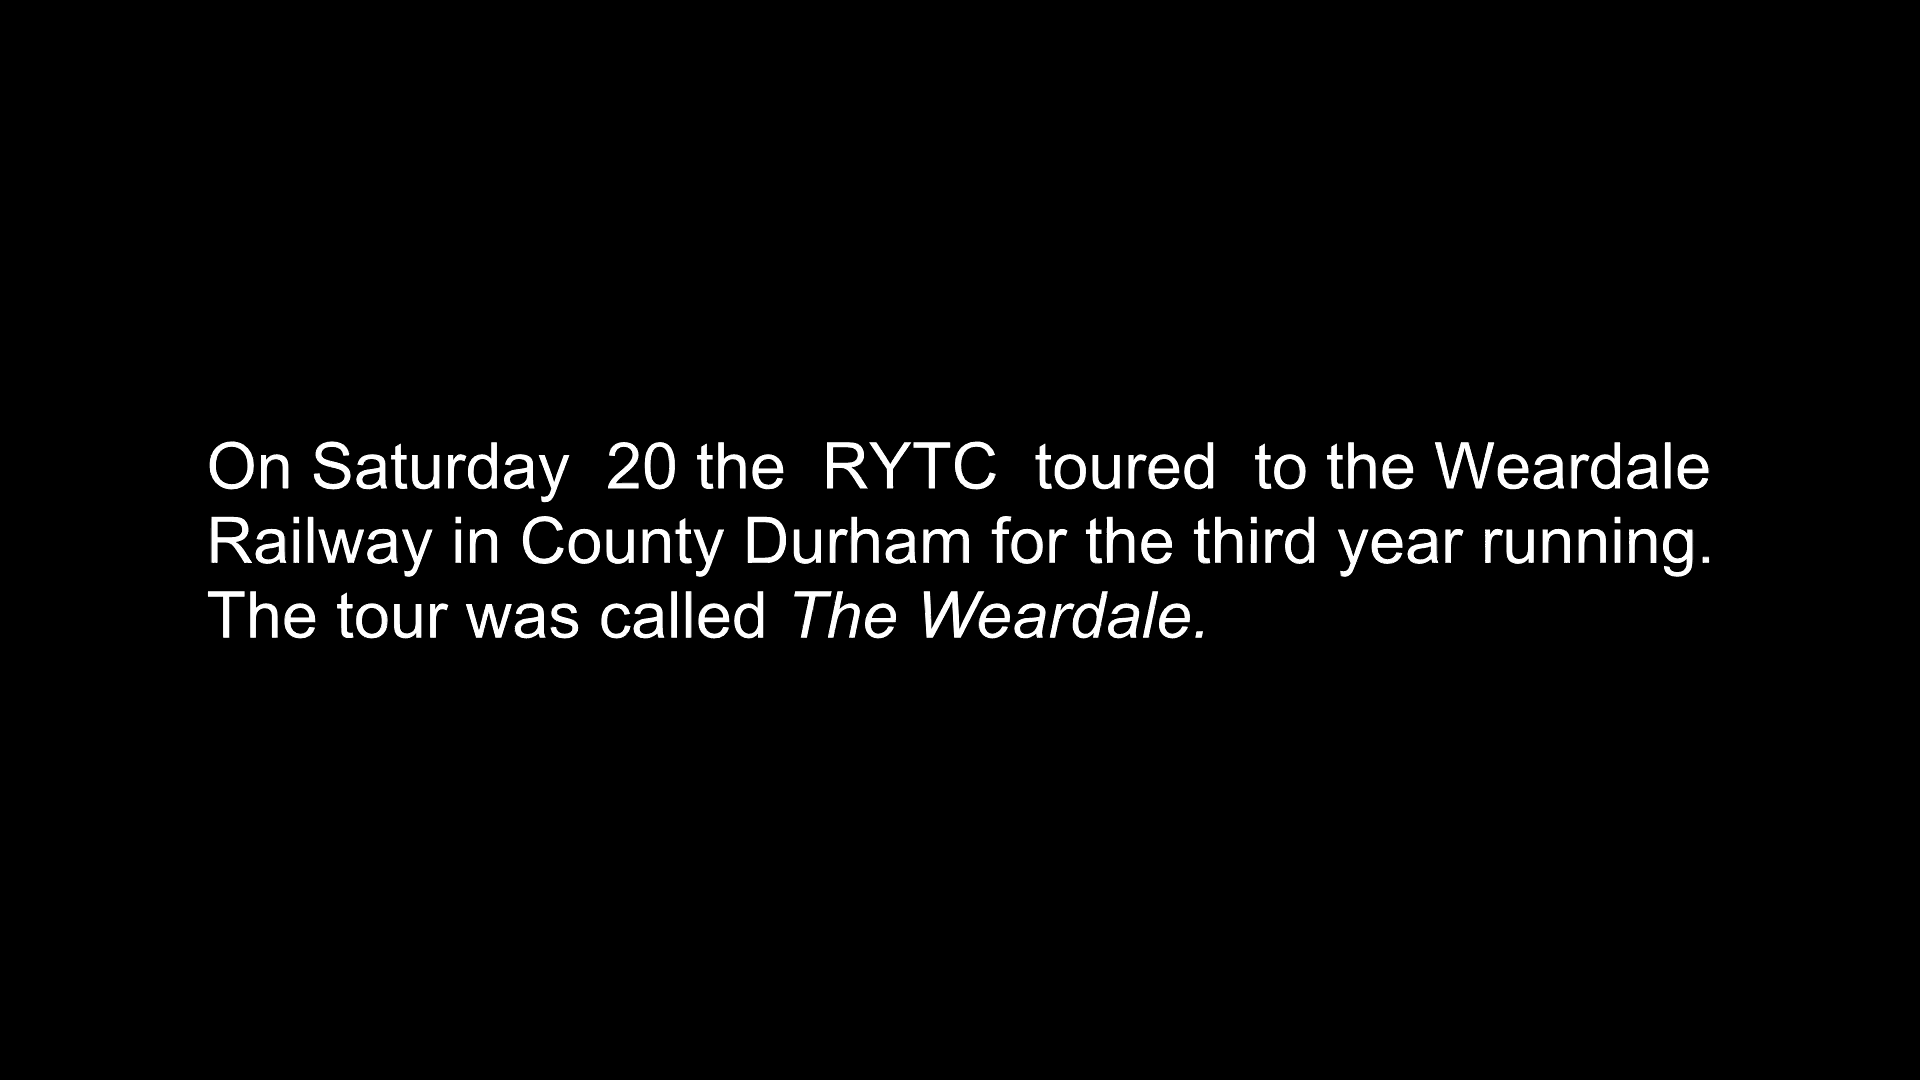 On Saturday  20 the  RYTC  toured  to the Weardale
Railway in County Durham for the third year running.
The tour was called The Weardale.